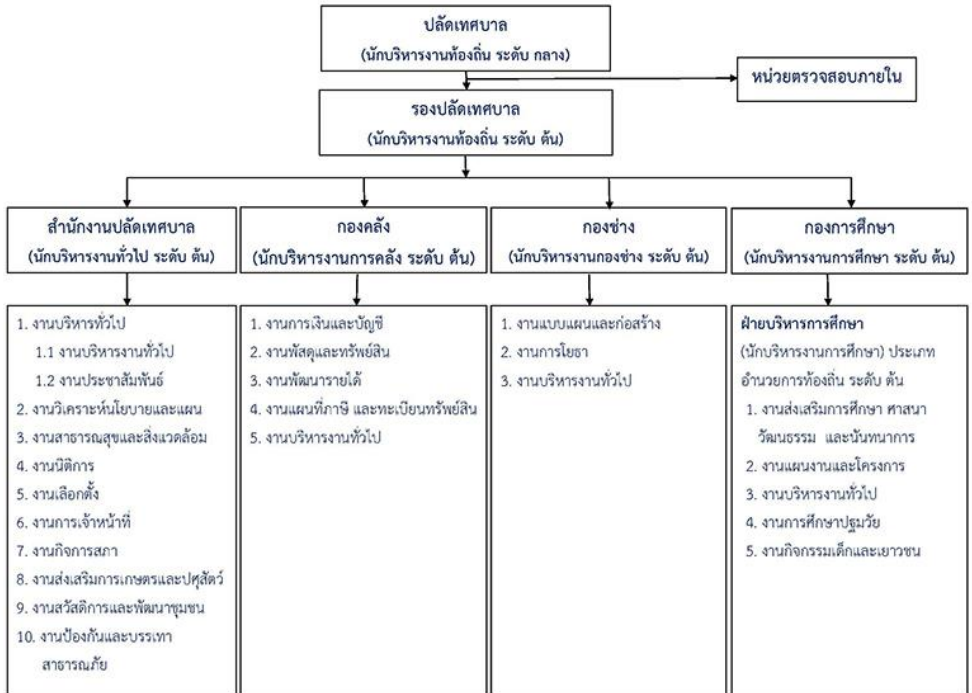 ปลัดเทศบาล
(นักบริหารงานท้องถิ่น ระดับ กลาง)
หน่วยตรวจสอบภายใน
รองปลัดเทศบาล
(นักบริหารงานท้องถิ่น ระดับ ต้น)
สำนักงานปลัดเทศบาล
(นักบริหารงานทั่วไป ระดับ ต้น)
กองคลัง
(นักบริหารงานการคลัง ระดับ ต้น)
กองช่าง
(นักบริหารงานกองช่าง ระดับ ต้น)
กองการศึกษา
(นักบริหารงานการศึกษา ระดับ ต้น)
1. งานบริหารทั่วไป
1.1 งานบริหารงานทั่วไป
1.2 งานประชาสัมพันธ์
2. งานวิเคราะห์นโยบายและแผน
3. งานสาธารณสุขและสิ่งแวดล้อม
4. งานนิติการ
5. งานเลือกตั้ง
6. งานการเจ้าหน้าที่
7. งานกิจการสภา
8. งานส่งเสริมการเกษตรและปศุสัตว์
9. งานสวัสดิการและพัฒนาชุมชน
10. งานป้องกันและบรรเทา
สาธารณภัย
1. งานการเงินและบัญชี
2. งานพัสดุและทรัพย์สิน
3. งานพัฒนารายได้
4. งานแผนที่ภาษี และทะเบียนทรัพย์สิน
5. งานบริหารงานทั่วไป
1. งานแบบแผนและก่อสร้าง
2. งานการโยธา
3. งานบริหารงานทั่วไป
ฝ่ายบริหารการศึกษา
(นักบริหารงานการศึกษา) ประเภท
อำนวยการท้องถิ่น ระดับ ต้น
1. งานส่งเสริมการศึกษา ศาสนา
วัฒนธรรม และนันทนาการ
2. งานแผนงานและโครงการ
3. งานบริหารงานทั่วไป
4. งานการศึกษาปฐมวัย
5. งานกิจกรรมเด็กและเยาวชน